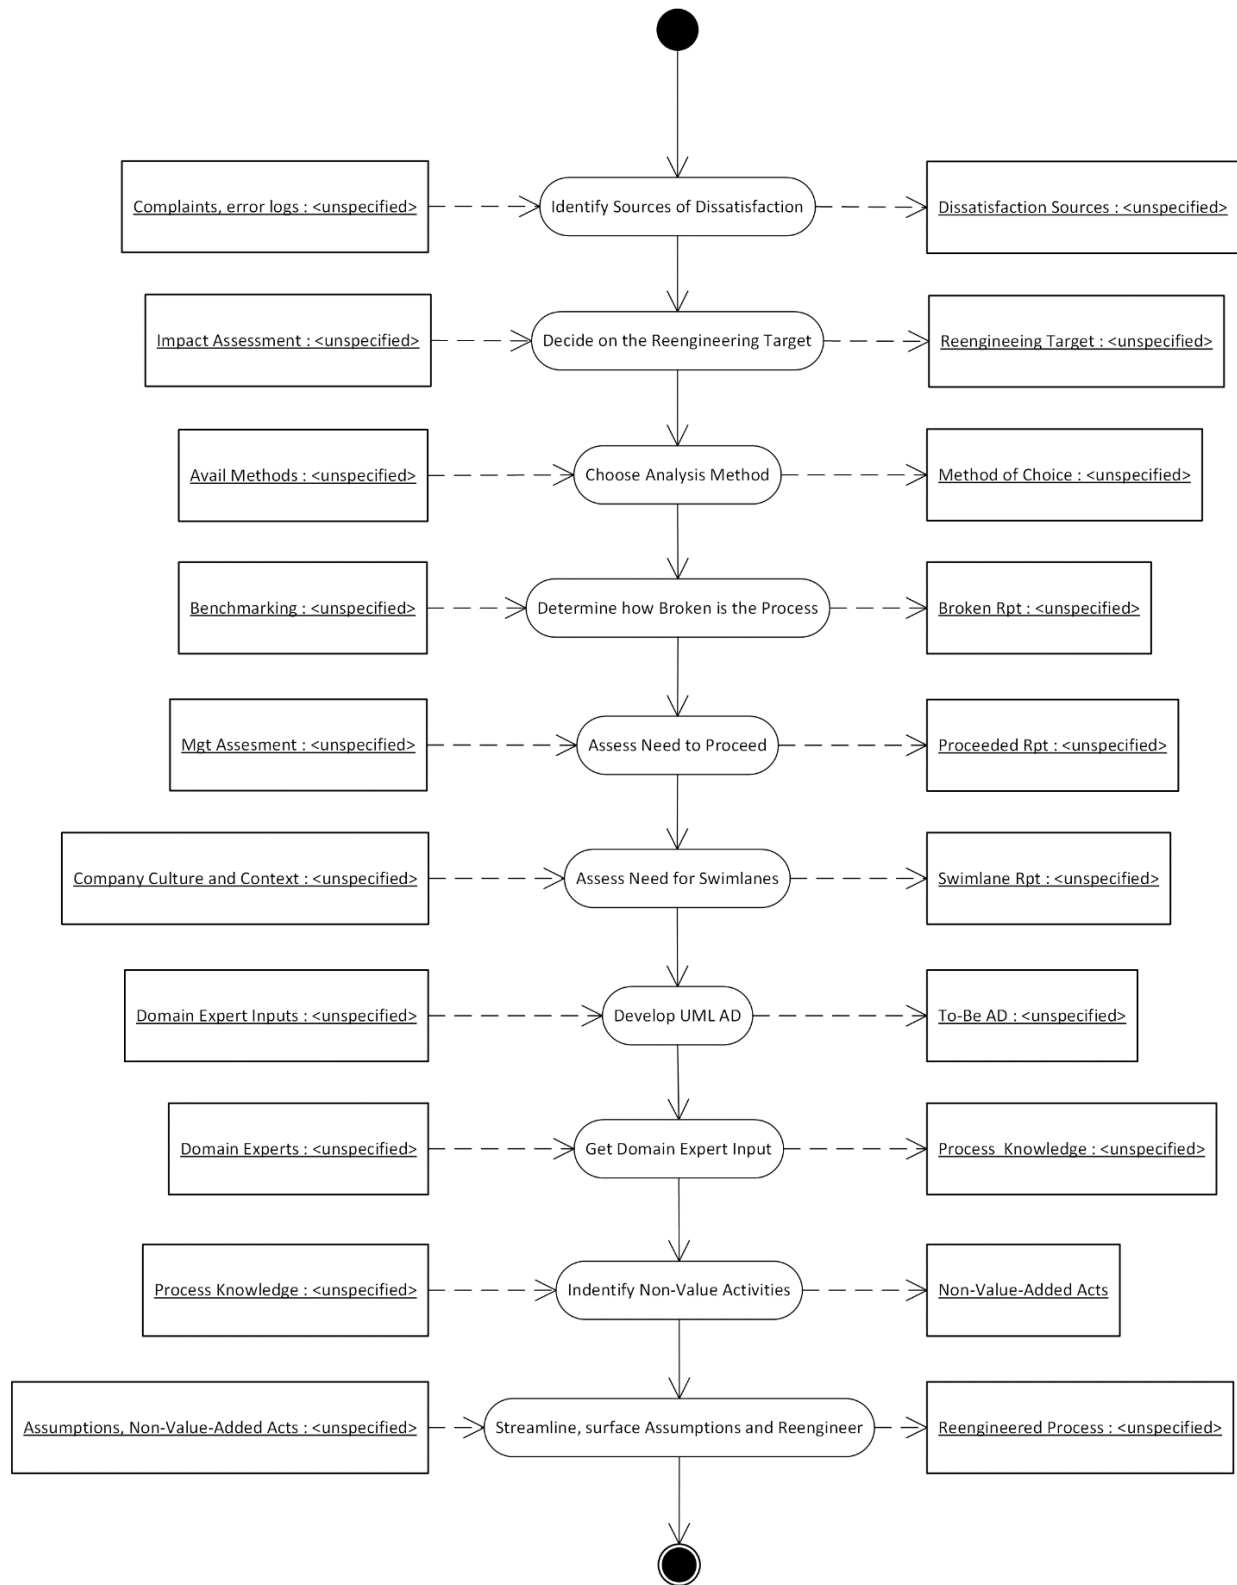 Complaints, error logs : <unspecified>
Identify Sources of Dissatisfaction
Dissatisfaction Sources : <unspecified>
Impact Assessment : <unspecified>
Decide on the Reengineering Target
Reengineeing Target : <unspecified>
Avail Methods : <unspecified>
Choose Analysis Method
Method of Choice : <unspecified>
Benchmarking : <unspecified>
Determine how Broken is the Process
Broken Rpt : <unspecified>
Mgt Assesment : <unspecified>
Assess Need to Proceed
Proceeded Rpt : <unspecified>
Company Culture and Context : <unspecified>
Assess Need for Swimlanes
Swimlane Rpt : <unspecified>
Domain Expert Inputs : <unspecified>
Develop UML AD
To-Be AD : <unspecified>
Domain Experts : <unspecified>
Get Domain Expert Input
Process  Knowledge : <unspecified>
Process Knowledge : <unspecified>
Indentify Non-Value Activities
Non-Value-Added Acts
Assumptions, Non-Value-Added Acts : <unspecified>
Streamline, surface Assumptions and Reengineer
Reengineered Process : <unspecified>